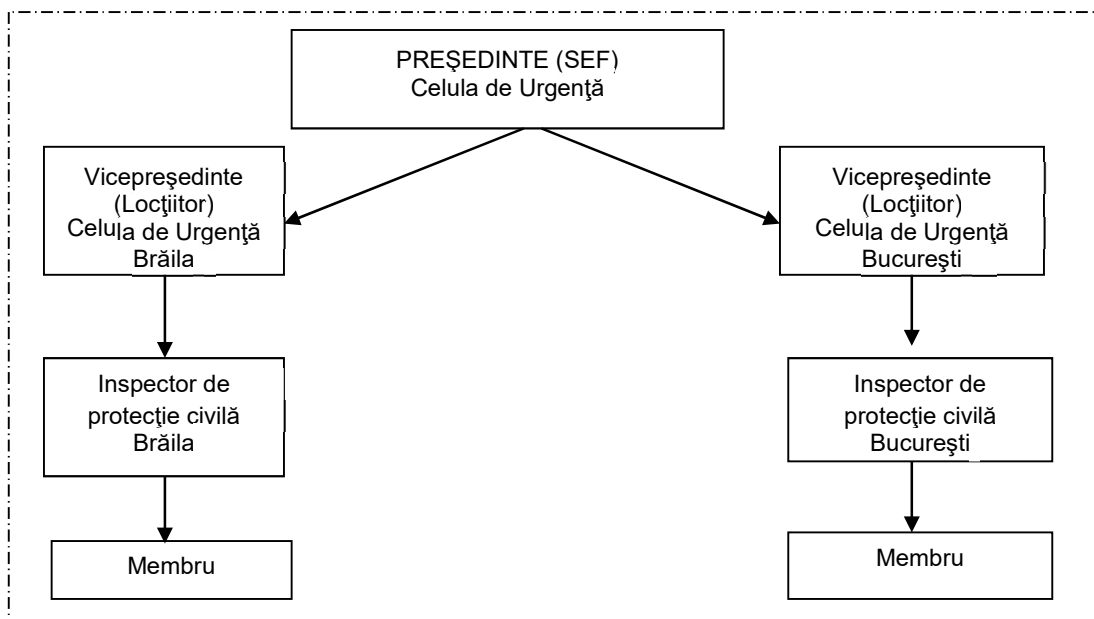 PREŞEDINTE (SEF)
Celula de Urgenţă
Vicepreşedinte
(Locţiitor)
Celula de Urgenţă
Brăila
Vicepreşedinte
(Locţiitor)
Celula de Urgenţă
Bucureşti
Inspector de
protecţie civilă
Brăila
Inspector de
protecţie civilă
Bucureşti
Membru
Membru